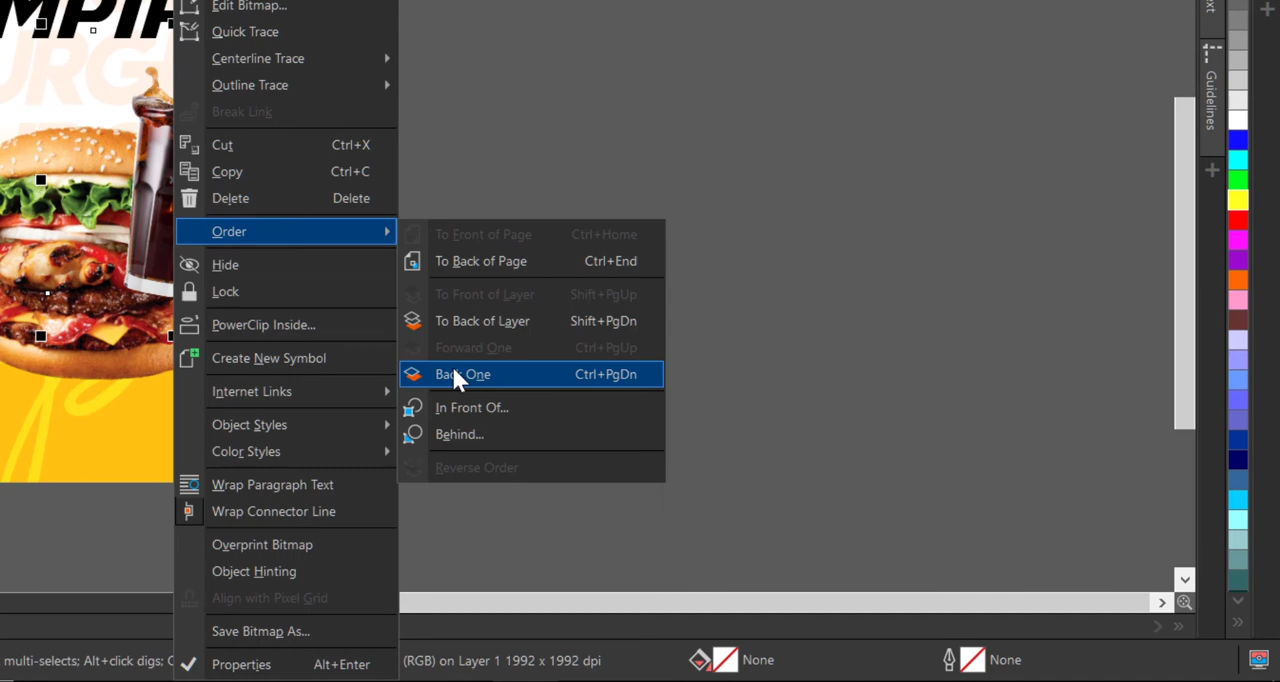 MPIR
URG
Edit Bitmap...
Quick Trace
Centerline Trace
Outline Trace
Break Link
Cut Ctrl+X
Copy Ctrl+C
Delete Delete
Order
Hide
Lock
PowerClip Inside...
Create New Symbol
Internet Links
Object Styles
Color Styles
Wrap Paragraph Text
Wrap Connector Line
Overprint Bitmap
Object Hinting
Align with Pixel Grid
Save Bitmap As...
Properties Alt+Enter
To Front of Page Ctrl+Home
To Back of Page Ctrl+End
To Front of Layer Shift+PgUp
To Back of Layer Shift+PgDn
Forward One Ctrl+PgUp
Back One Ctrl+PgDn
In Front Of...
Behind...
Reverse Order
Guidelines
multi-selects; Alt+click digs; C
(RGB) on Layer 1 1992 x 1992 dpi
None
None